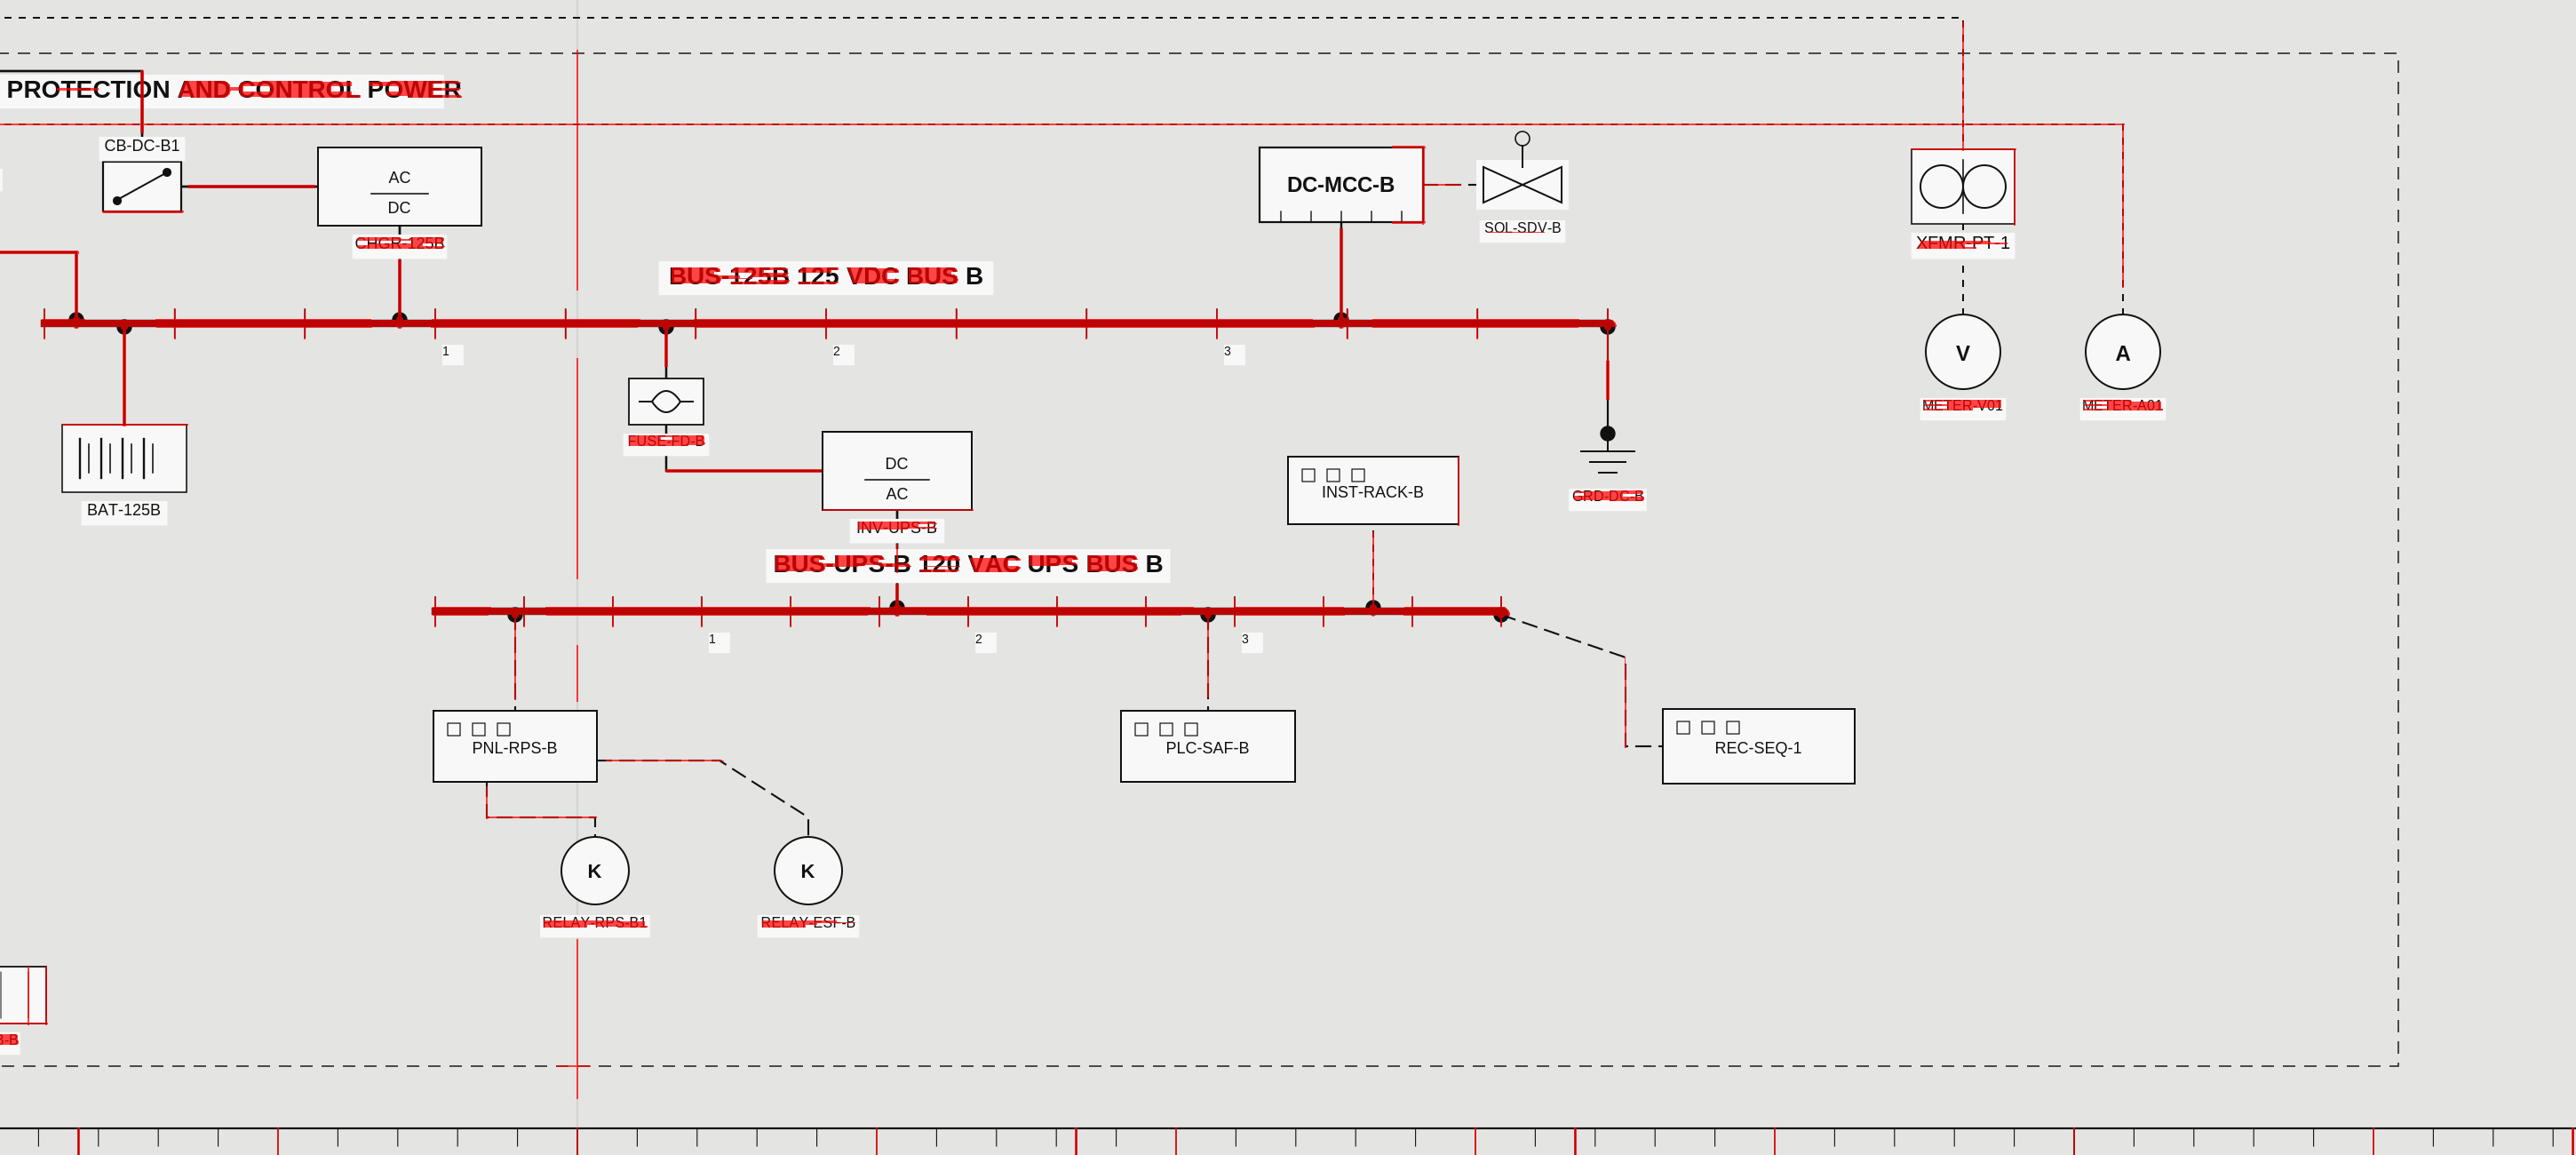 PROTECTION AND CONTROL POWER
CB-DC-B1
AC
DC
CHGR-125B
DC-MCC-B
SOL-SDV-B
XFMR-PT-1
BUS-125B 125 VDC BUS B
1
2
3
V
A
METER-V01
METER-A01
FUSE-FD-B
DC
AC
INV-UPS-B
INST-RACK-B
GRD-DC-B
BAT-125B
BUS-UPS-B 120 VAC UPS BUS B
1
2
3
PNL-RPS-B
PLC-SAF-B
REC-SEQ-1
K
K
RELAY-RPS-B1
RELAY-ESF-B